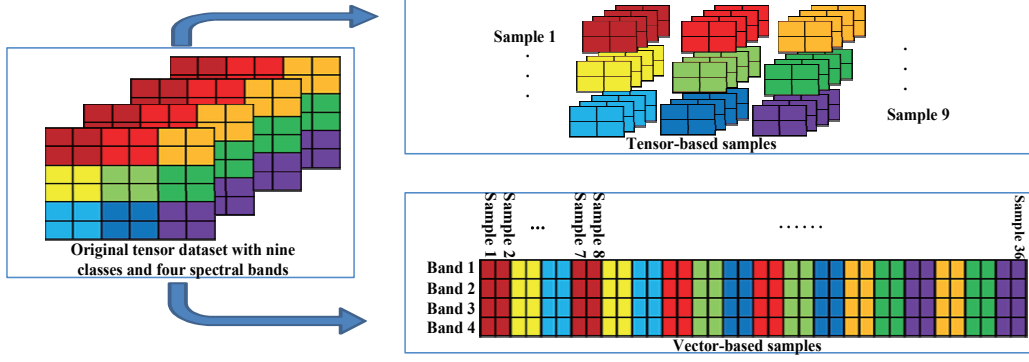 Sample 1
Sample 9
Tensor-based samples
Original tensor dataset with nine
classes and four spectral bands
Sample 1
Sample 2
...
Sample 7
Sample 8
......
Sample 36
Band 1
Band 2
Band 3
Band 4
Vector-based samples